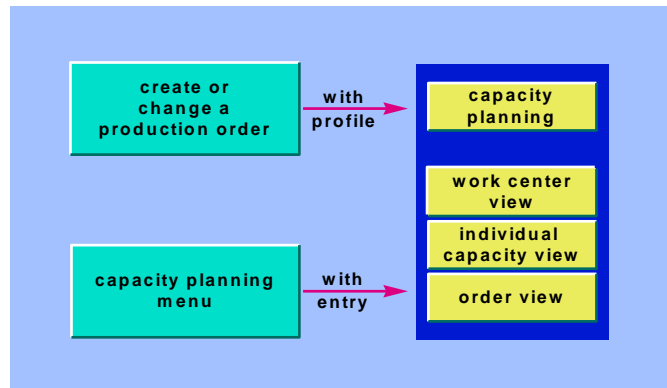 create or
change a
production order
with
profile
capacity
planning
work center
view
individual
capacity view
order view
capacity planning
menu
with
entry